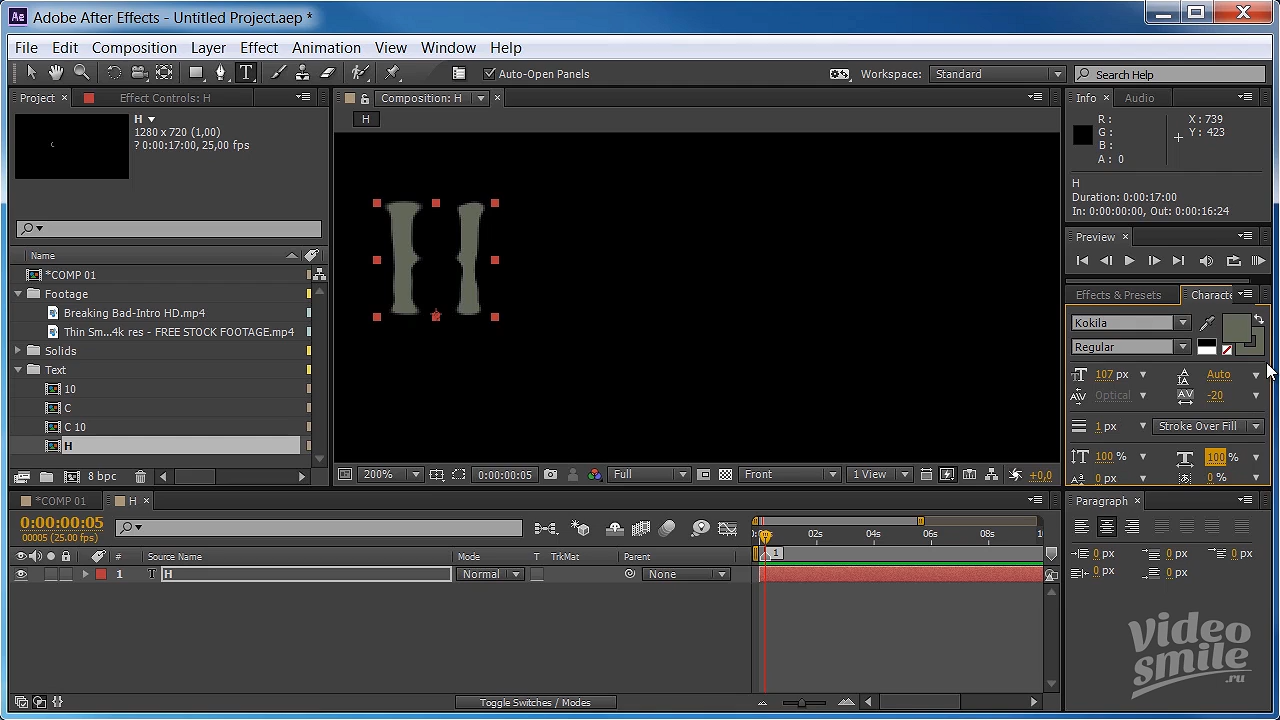 Ae Adobe After Effects - Untitled Project.aep *
File Edit Composition Layer Effect Animation View Window Help
T Auto-Open Panels Workspace: Standard Search Help
Project Effect Controls: H
Composition: H
Info Audio
H
H
1280 x 720 (1,00)
? 0:00:17:00, 25,00 fps
R :
G :
B :
A : 0
X : 739
Y : 423
H
Duration: 0:00:17:00
In: 0:00:00:00, Out: 0:00:16:24
Preview
Name
*COMP 01
Footage
Breaking Bad-Intro HD.mp4
Thin Sm...4k res - FREE STOCK FOOTAGE.mp4
Solids
Text
10
C
C 10
H
8 bpc
H
200% 0:00:00:05 Full Front 1 View +0,0
Effects & Presets Characte
Kokila
Regular
107 px Auto
Optical -20
1 px Stroke Over Fill
100 % 100 %
0 px 0 %
*COMP 01 H
0:00:00:05
00005 (25.00 fps)
# Source Name Mode T TrkMat Parent
1 T H Normal None
02s 04s 06s 08s
1
Toggle Switches / Modes
Paragraph
0 px 0 px 0 px
0 px 0 px
video
smile
.ru